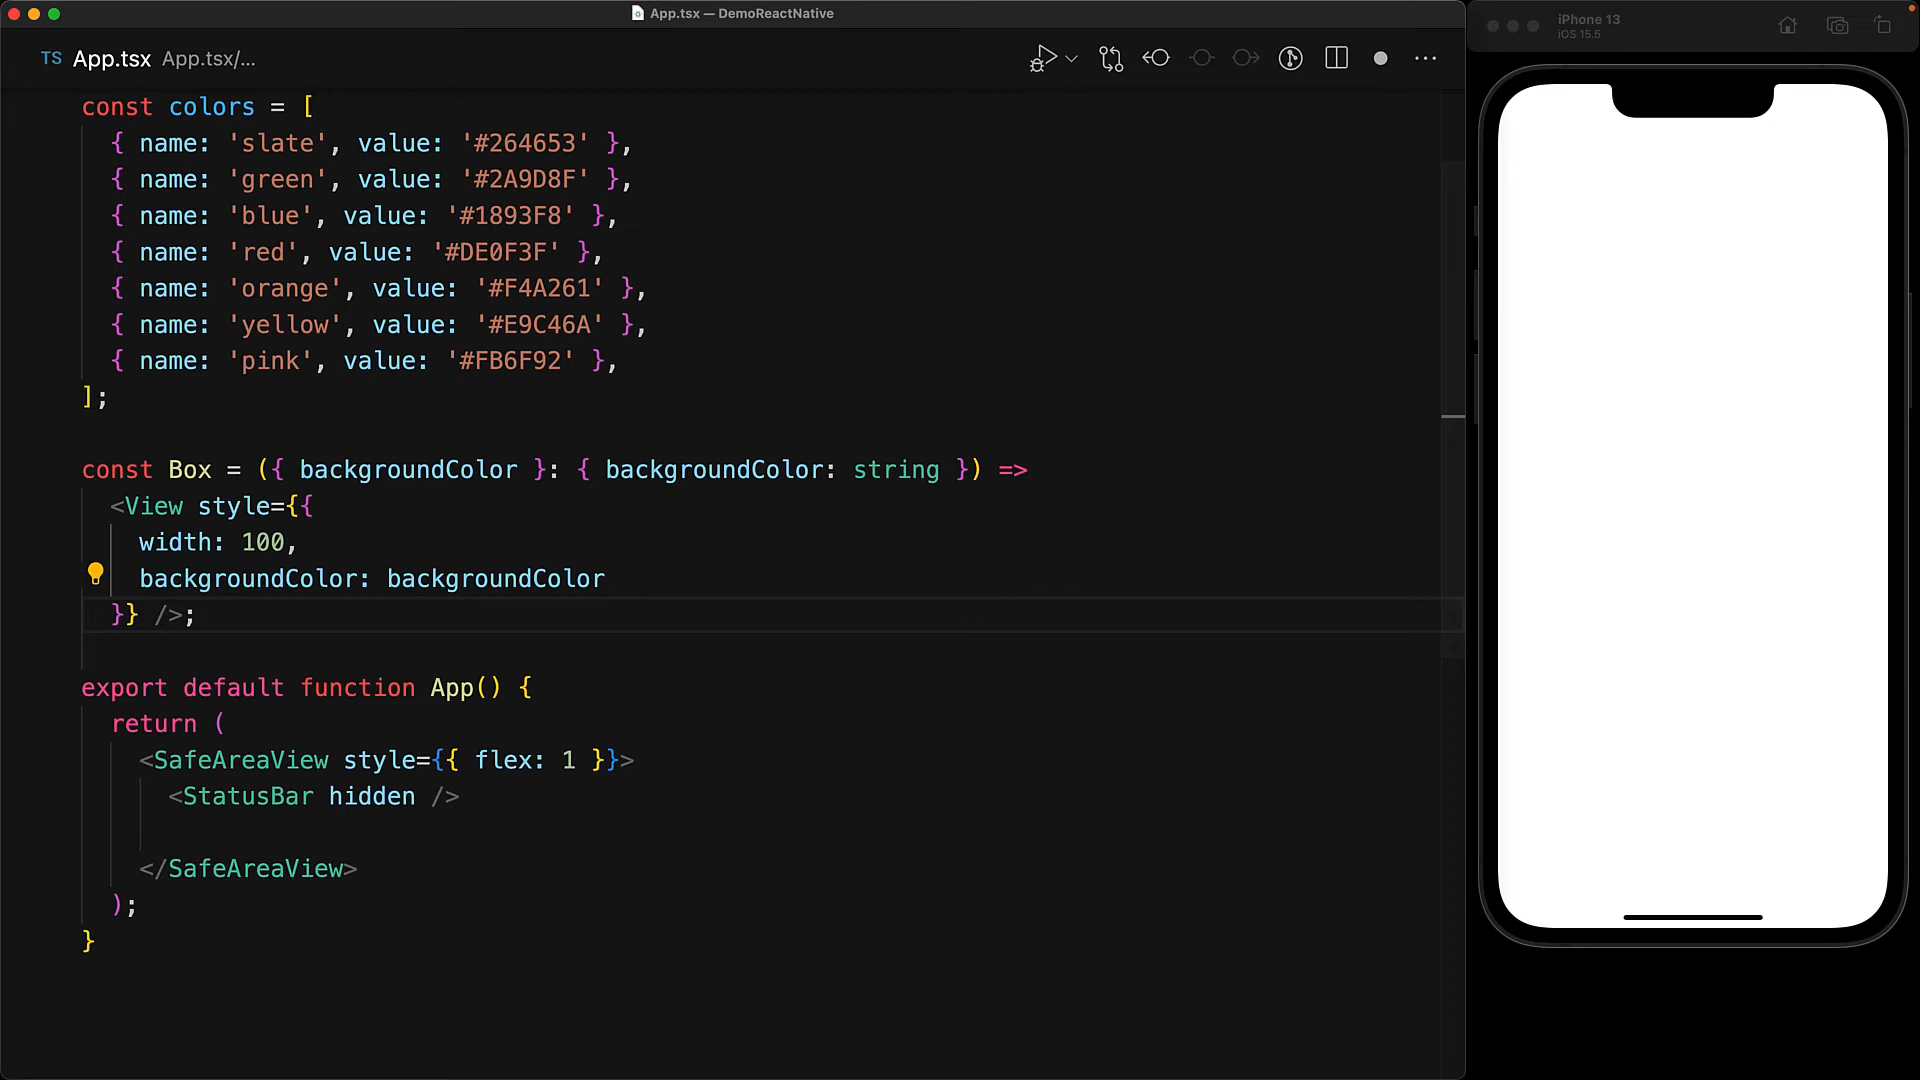 App.tsx — DemoReactNative
iPhone 13
iOS 15.5
TS App.tsx App.tsx/...
const colors = [
{ name: 'slate', value: '#264653' },
{ name: 'green', value: '#2A9D8F' },
{ name: 'blue', value: '#1893F8' },
{ name: 'red', value: '#DE0F3F' },
{ name: 'orange', value: '#F4A261' },
{ name: 'yellow', value: '#E9C46A' },
{ name: 'pink', value: '#FB6F92' },
];
const Box = ({ backgroundColor }: { backgroundColor: string }) =>
<View style={{
width: 100,
backgroundColor: backgroundColor
}} />;
export default function App() {
return (
<SafeAreaView style={{ flex: 1 }}>
<StatusBar hidden />
</SafeAreaView>
);
}